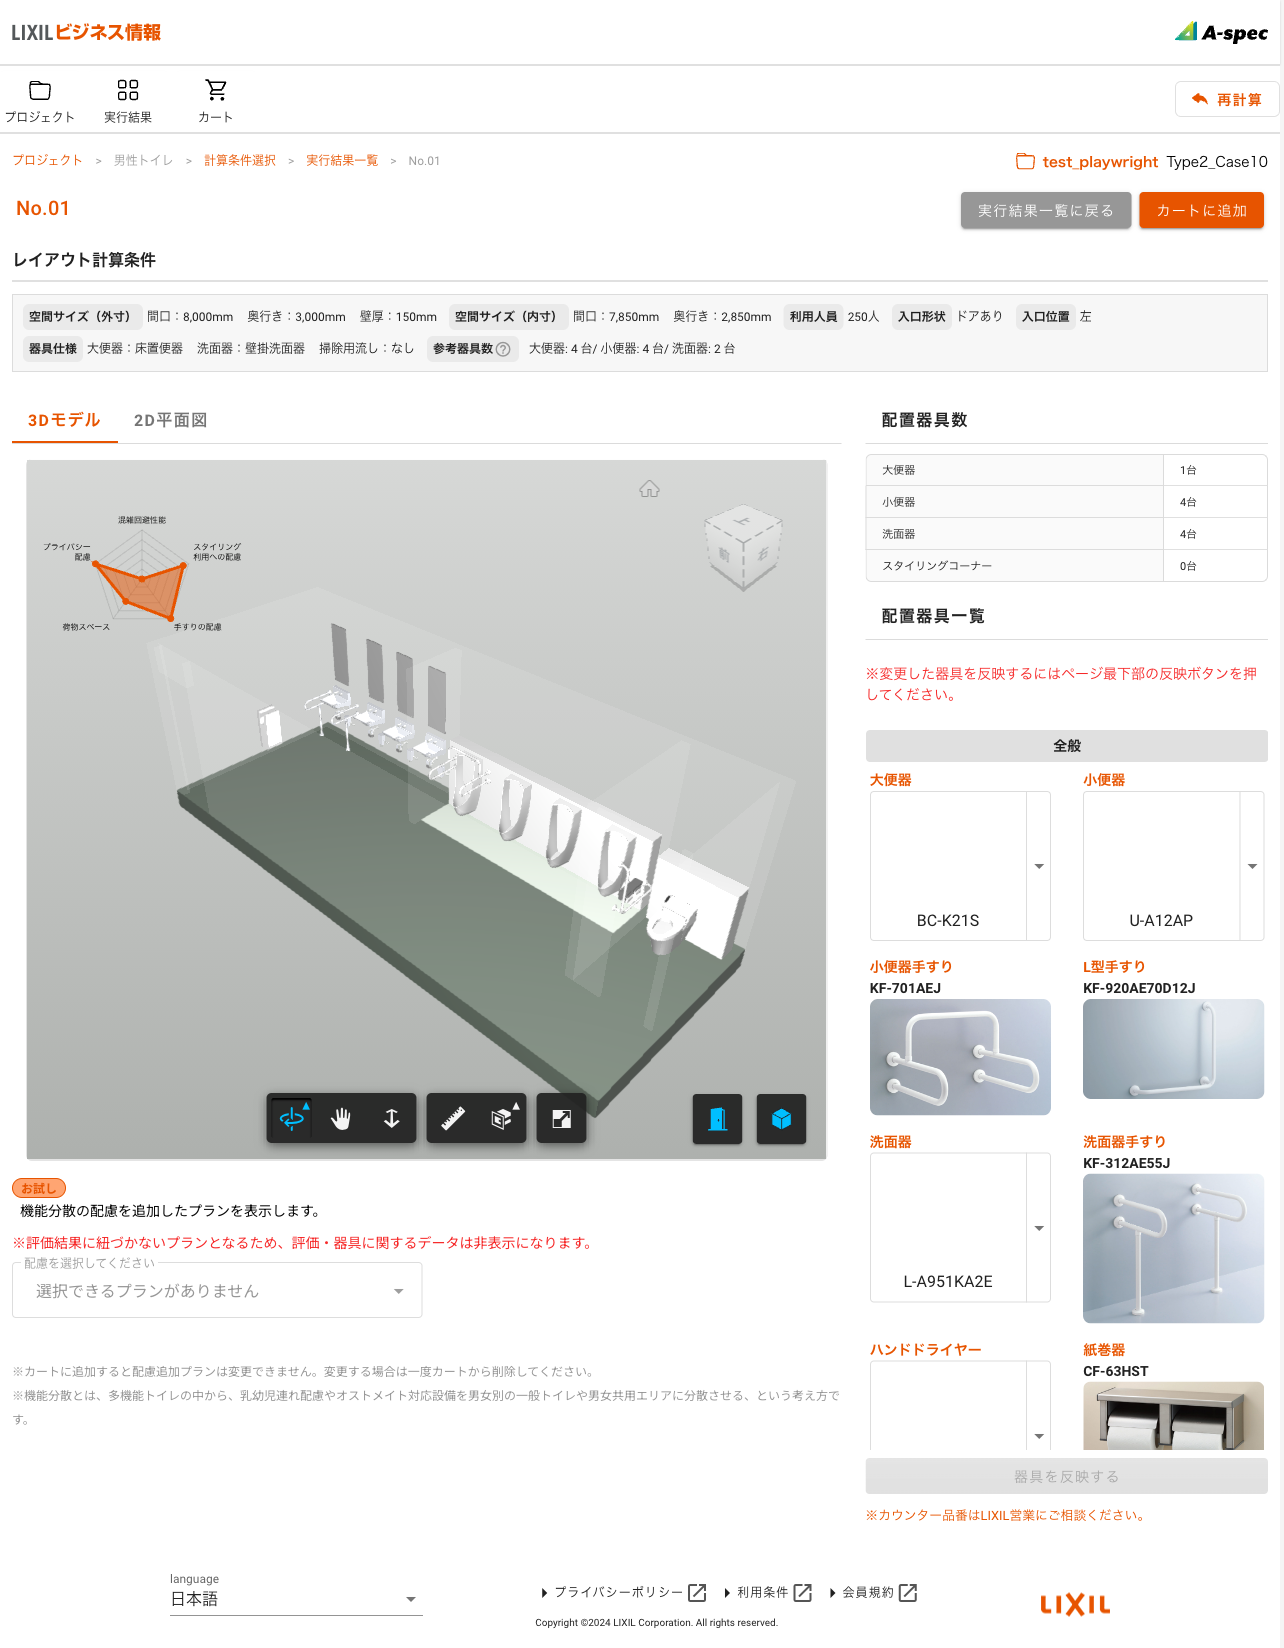 LIXILビジネス情報
A-spec
プロジェクト
実行結果
カート
再計算
プロジェクト > 男性トイレ > 計算条件選択 > 実行結果一覧 > No.01
test_playwright Type2_Case10
No.01
実行結果一覧に戻る
カートに追加
レイアウト計算条件
空間サイズ（外寸） 間口：8,000mm 奥行き：3,000mm 壁厚：150mm 空間サイズ（内寸） 間口：7,850mm 奥行き：2,850mm 利用人員 250人 入口形状 ドアあり 入口位置 左
器具仕様 大便器：床置便器 洗面器：壁掛洗面器 掃除用流し：なし 参考器具数 ? 大便器: 4 台/ 小便器: 4 台/ 洗面器: 2 台
3Dモデル
2D平面図
混雑回避性能
プライバシー
配慮
スタイリング
利用への配慮
荷物スペース
手すりの配慮
上
前
右
お試し
機能分散の配慮を追加したプランを表示します。
※評価結果に紐づかないプランとなるため、評価・器具に関するデータは非表示になります。
配慮を選択してください
選択できるプランがありません
※カートに追加すると配慮追加プランは変更できません。変更する場合は一度カートから削除してください。
※機能分散とは、多機能トイレの中から、乳幼児連れ配慮やオストメイト対応設備を男女別の一般トイレや男女共用エリアに分散させる、という考え方で
す。
配置器具数
大便器 1台
小便器 4台
洗面器 4台
スタイリングコーナー 0台
配置器具一覧
※変更した器具を反映するにはページ最下部の反映ボタンを押
してください。
全般
大便器
BC-K21S
小便器
U-A12AP
小便器手すり
KF-701AEJ
L型手すり
KF-920AE70D12J
洗面器
L-A951KA2E
洗面器手すり
KF-312AE55J
ハンドドライヤー
紙巻器
CF-63HST
器具を反映する
※カウンター品番はLIXIL営業にご相談ください。
language
日本語
プライバシーポリシー
利用条件
会員規約
Copyright ©2024 LIXIL Corporation. All rights reserved.
LIXIL